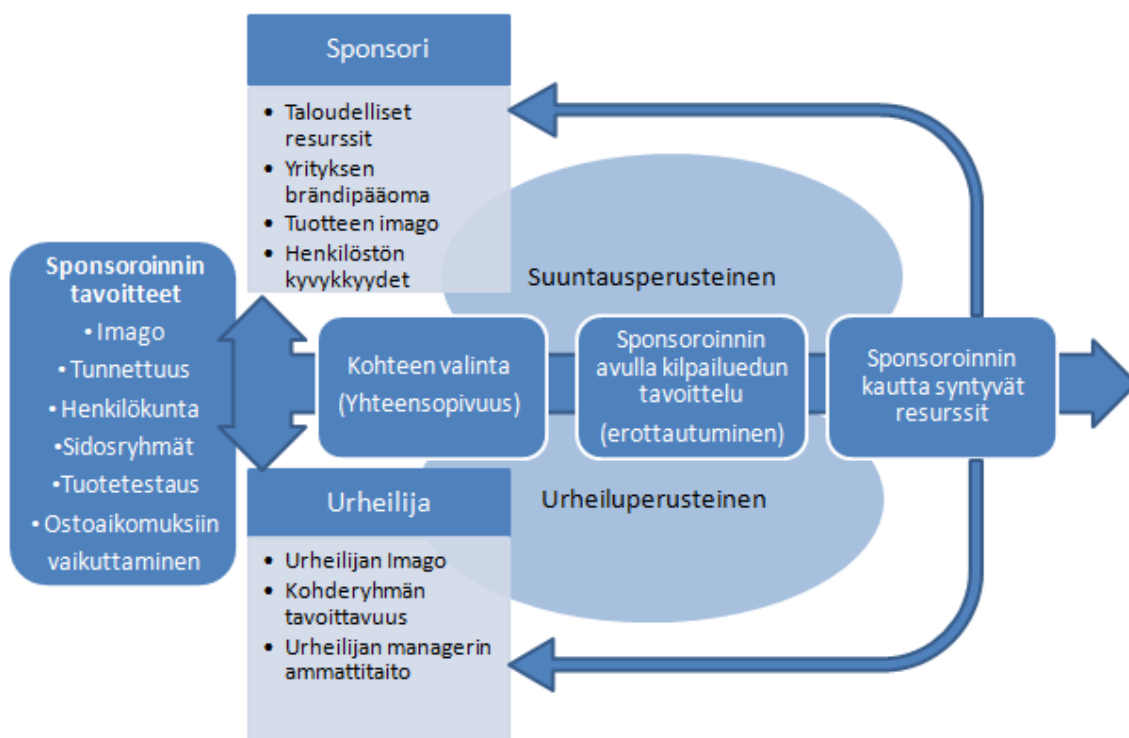 Sponsori
• Taloudelliset
resurssit
• Yrityksen
brändipääoma
• Tuotteen imago
• Henkilöstön
kyvykkyydet
Sponsoroinnin
tavoitteet
• Imago
• Tunnettuus
• Henkilökunta
• Sidosryhmät
• Tuotetestaus
• Ostoaikomuksiin
vaikuttaminen
Suuntausperusteinen
Kohteen valinta
(Yhteensopivuus)
Sponsoroinnin
avulla kilpailuedun
tavoittelu
(erottautuminen)
Sponsoroinnin
kautta syntyvät
resurssit
Urheiluperusteinen
Urheilija
• Urheilijan Imago
• Kohderyhmän
tavoittavuus
• Urheilijan managerin
ammattitaito